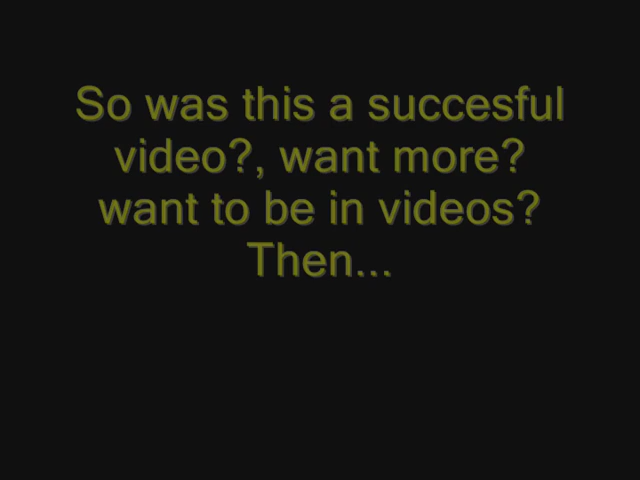 So was this a succesful
video?, want more?
want to be in videos?
Then...